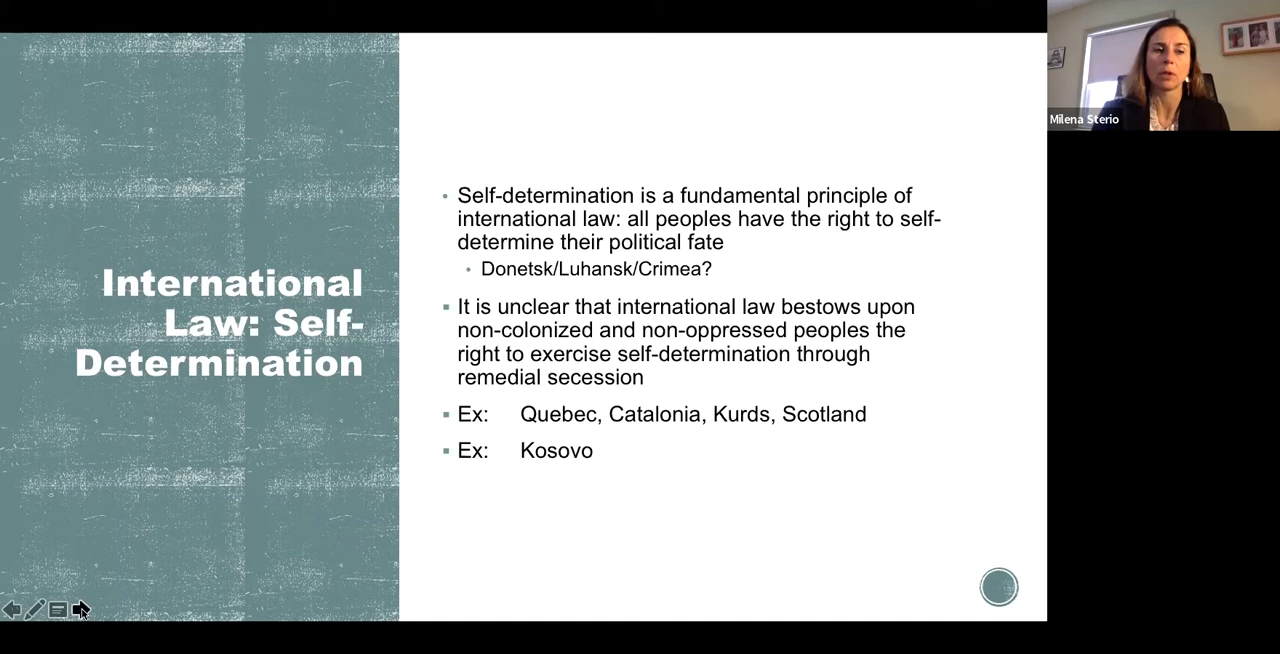 International
Law: Self-
Determination
Self-determination is a fundamental principle of
international law: all peoples have the right to self-
determine their political fate
Donetsk/Luhansk/Crimea?
It is unclear that international law bestows upon
non-colonized and non-oppressed peoples the
right to exercise self-determination through
remedial secession
Ex: Quebec, Catalonia, Kurds, Scotland
Ex: Kosovo
Milena Sterio